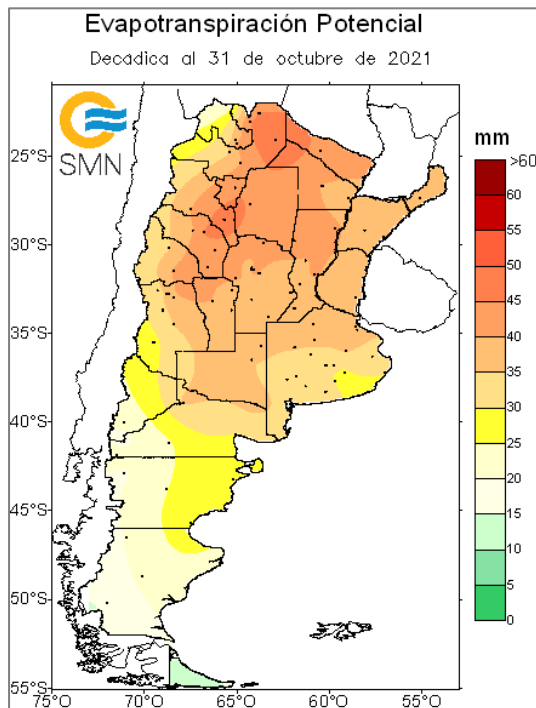 Evapotranspiración Potencial
Decadica al 31 de octubre de 2021
SMN
mm
>60
60
55
50
45
40
35
30
25
20
15
10
5
0
25°S
30°S
35°S
40°S
45°S
50°S
55°S
75°O 70°O 65°O 60°O 55°O